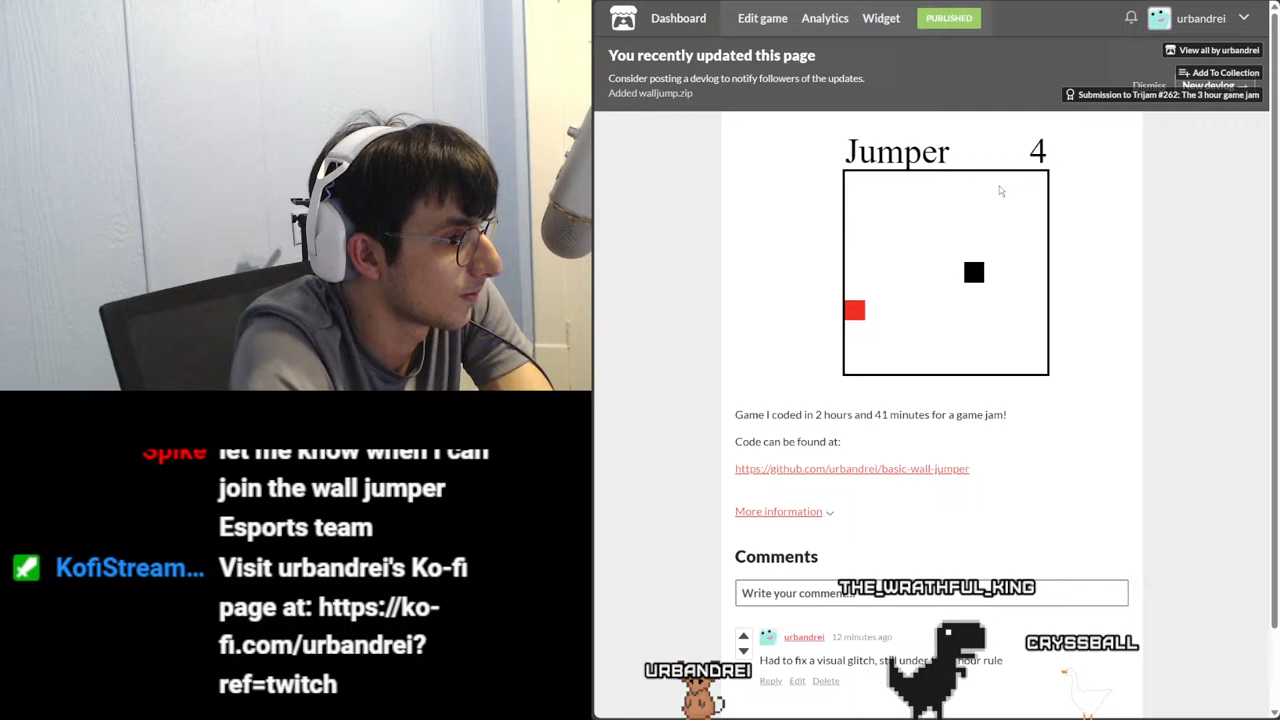 Dashboard
Edit game
Analytics
Widget
PUBLISHED
urbandrei
You recently updated this page
View all by urbandrei
Consider posting a devlog to notify followers of the updates.
Add To Collection
Added walljump.zip
Dismiss
New devlog →
Submission to Trijam #262: The 3 hour game jam
Jumper 4
Game I coded in 2 hours and 41 minutes for a game jam!
Code can be found at:
https://github.com/urbandrei/basic-wall-jumper
More information
Comments
Write your comment
THE_WRATHFUL_KING
urbandrei 12 minutes ago
Had to fix a visual glitch, still under hour rule
Reply Edit Delete
URBANDREI
CRYSSBALL
Spike let me know when I can
join the wall jumper
Esports team
KofiStream... Visit urbandrei's Ko-fi
page at: https://ko-
fi.com/urbandrei?
ref=twitch